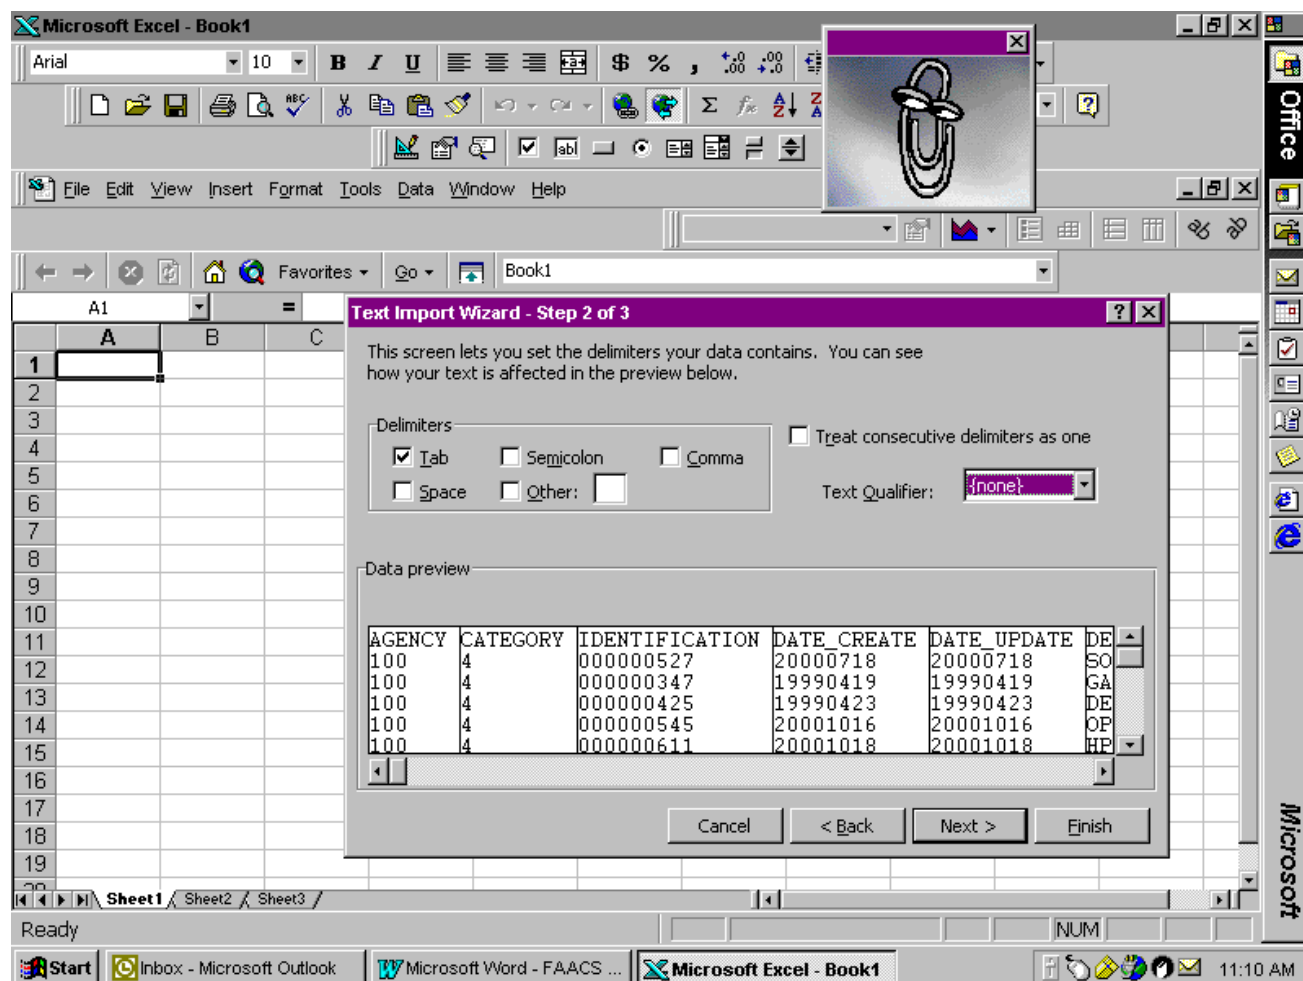 Microsoft Excel - Book1
Arial 10 B I U $ % ,
ABC Σ
abl
File Edit View Insert Format Tools Data Window Help
Favorites Go Book1
A1 =
Text Import Wizard - Step 2 of 3
A B C
This screen lets you set the delimiters your data contains. You can see
how your text is affected in the preview below.
Delimiters
Tab Semicolon Comma
Space Other:
Treat consecutive delimiters as one
Text Qualifier: {none}
Data preview
AGENCY CATEGORY IDENTIFICATION DATE_CREATE DATE_UPDATE DE
100 4 000000527 20000718 20000718 SO
100 4 000000347 19990419 19990419 GA
100 4 000000425 19990423 19990423 DE
100 4 000000545 20001016 20001016 OP
100 4 000000611 20001018 20001018 HP
Cancel < Back Next > Finish
1
2
3
4
5
6
7
8
9
10
11
12
13
14
15
16
17
18
19
Sheet1 Sheet2 Sheet3
Ready NUM
Office
Microsoft
Start Inbox - Microsoft Outlook Microsoft Word - FAACS ... Microsoft Excel - Book1 11:10 AM